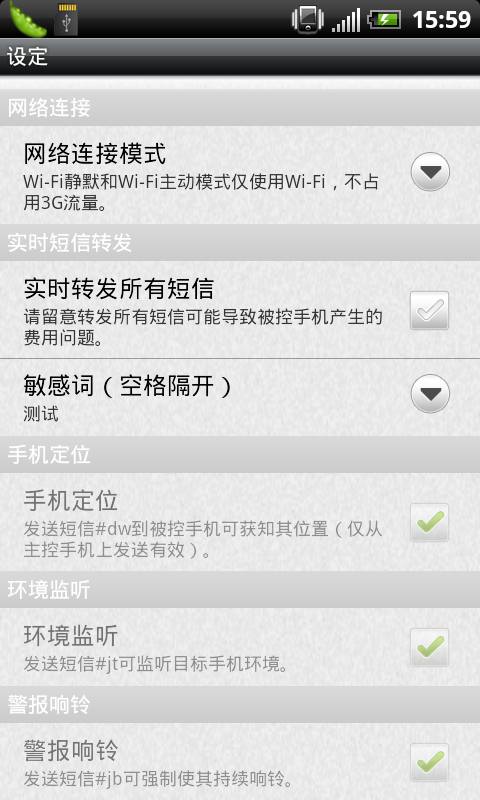 15:59
设定
网络连接
网络连接模式
Wi-Fi静默和Wi-Fi主动模式仅使用Wi-Fi，不占
用3G流量。
实时短信转发
实时转发所有短信
请留意转发所有短信可能导致被控手机产生的
费用问题。
敏感词（空格隔开）
测试
手机定位
手机定位
发送短信#dw到被控手机可获知其位置（仅从
主控手机上发送有效）。
环境监听
环境监听
发送短信#jt可监听目标手机环境。
警报响铃
警报响铃
发送短信#jb可强制使其持续响铃。